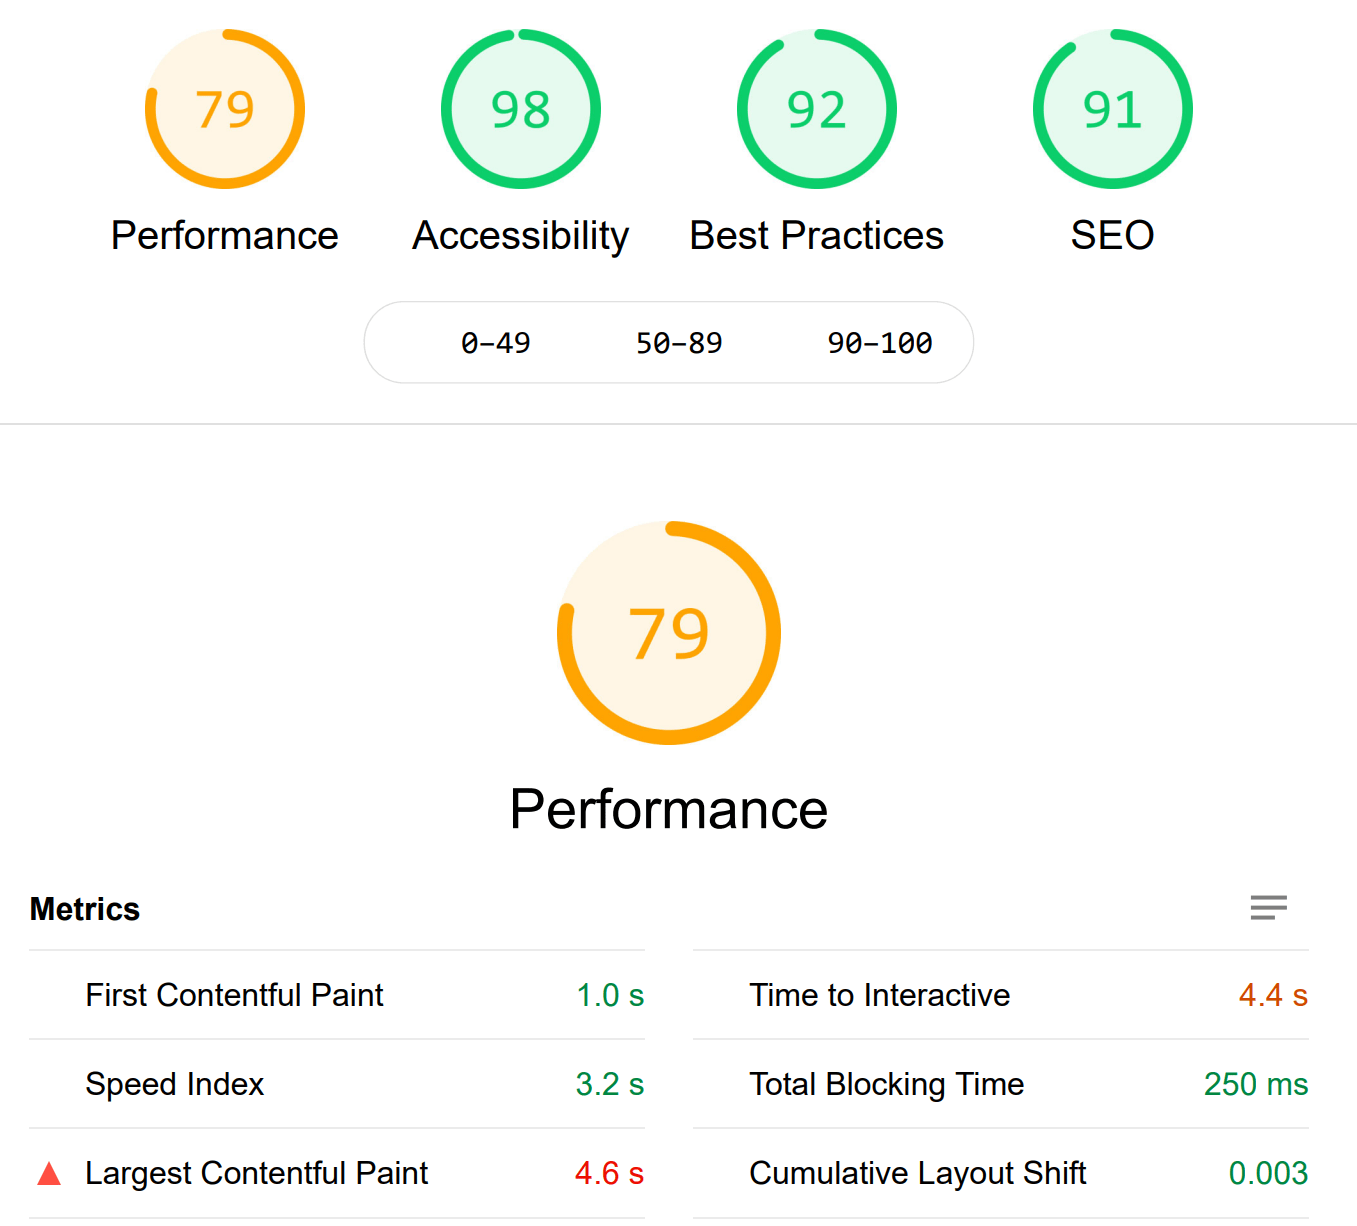 79 98 92 91
Performance Accessibility Best Practices SEO
0–49 50–89 90–100
79
Performance
Metrics
First Contentful Paint 1.0 s
Time to Interactive 4.4 s
Speed Index 3.2 s
Total Blocking Time 250 ms
Largest Contentful Paint 4.6 s
Cumulative Layout Shift 0.003